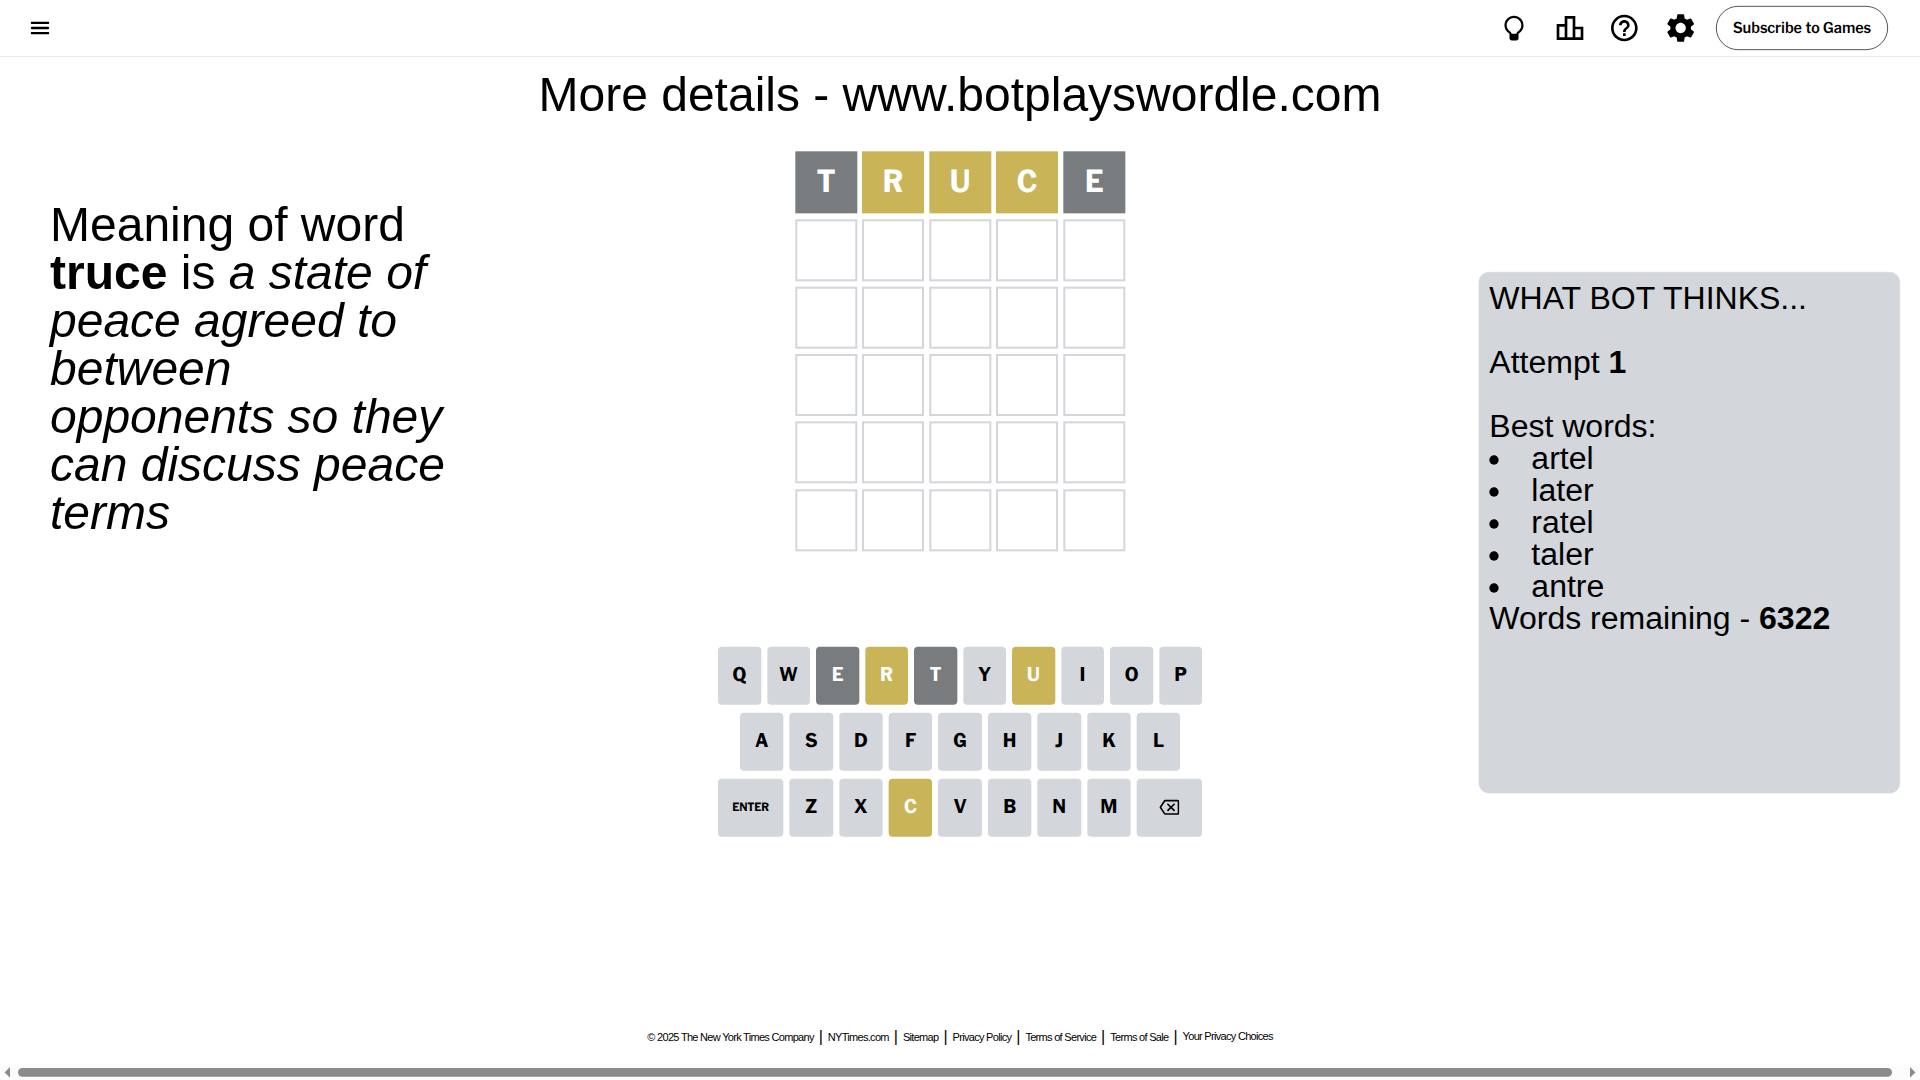 Subscribe to Games
More details - www.botplayswordle.com
Meaning of word
truce is a state of
peace agreed to
between
opponents so they
can discuss peace
terms
T R U C E
WHAT BOT THINKS...
Attempt 1
Best words:
• artel
• later
• ratel
• taler
• antre
Words remaining - 6322
Q W E R T Y U I O P
A S D F G H J K L
ENTER Z X C V B N M
© 2025 The New York Times Company | NYTimes.com | Sitemap | Privacy Policy | Terms of Service | Terms of Sale | Your Privacy Choices